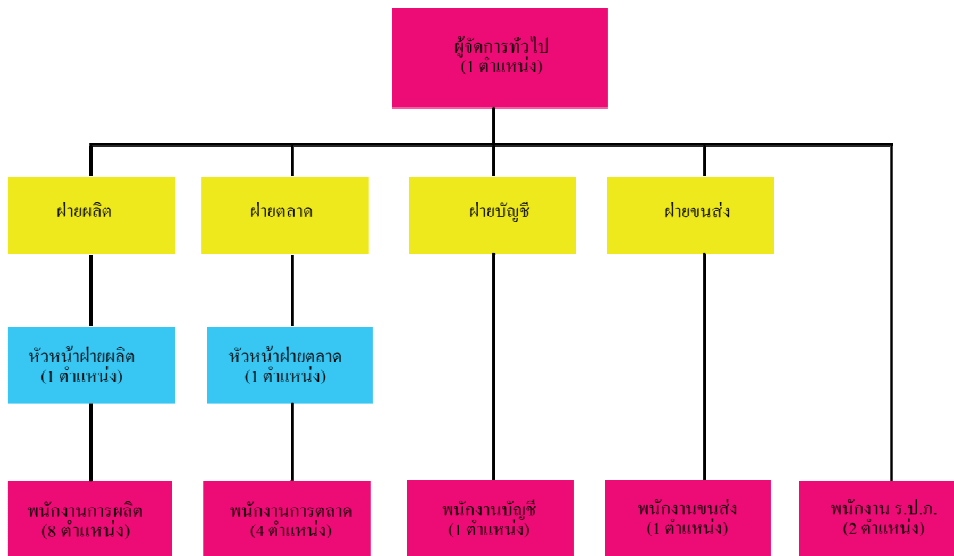 ผู้จัดการทั่วไป
(1 ตำแหน่ง)
ฝ่ายผลิต
ฝ่ายตลาด
ฝ่ายบัญชี
ฝ่ายขนส่ง
หัวหน้าฝ่ายผลิต
(1 ตำแหน่ง)
หัวหน้าฝ่ายตลาด
(1 ตำแหน่ง)
พนักงานการผลิต
(8 ตำแหน่ง)
พนักงานการตลาด
(4 ตำแหน่ง)
พนักงานบัญชี
(1 ตำแหน่ง)
พนักงานขนส่ง
(1 ตำแหน่ง)
พนักงาน ร.ป.ภ.
(2 ตำแหน่ง)